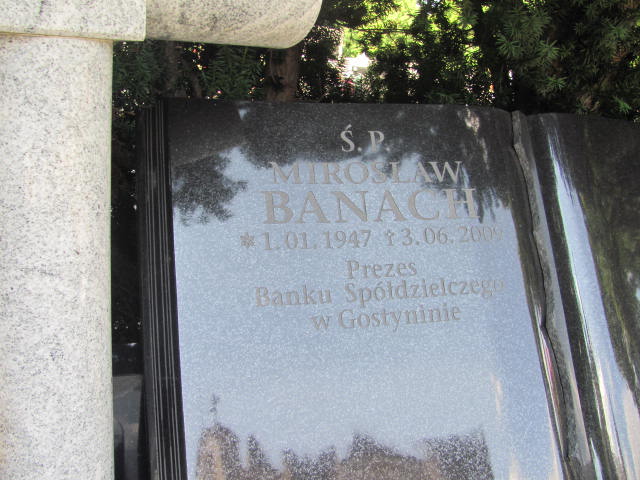 Ś.P.
MIROSŁAW
BANACH
* 1.01.1947 † 3.06.2009
Prezes
Banku Spółdzielczego
w Gostyninie